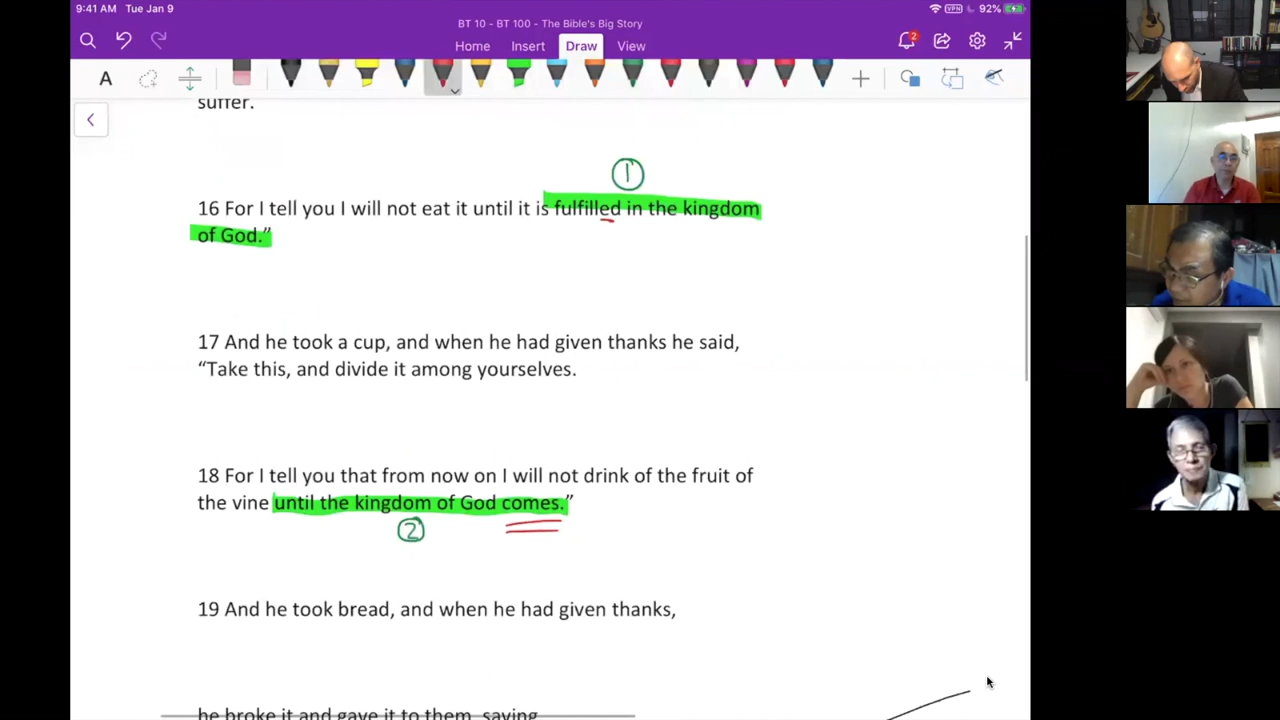 9:41 AM Tue Jan 9
VPN 92%
BT 10 - BT 100 - The Bible's Big Story
Home Insert Draw View
2
A
suffer.
1
16 For I tell you I will not eat it until it is fulfilled in the kingdom
of God.”
17 And he took a cup, and when he had given thanks he said,
“Take this, and divide it among yourselves.
18 For I tell you that from now on I will not drink of the fruit of
the vine until the kingdom of God comes.”
2
19 And he took bread, and when he had given thanks,
he broke it and gave it to them, saying